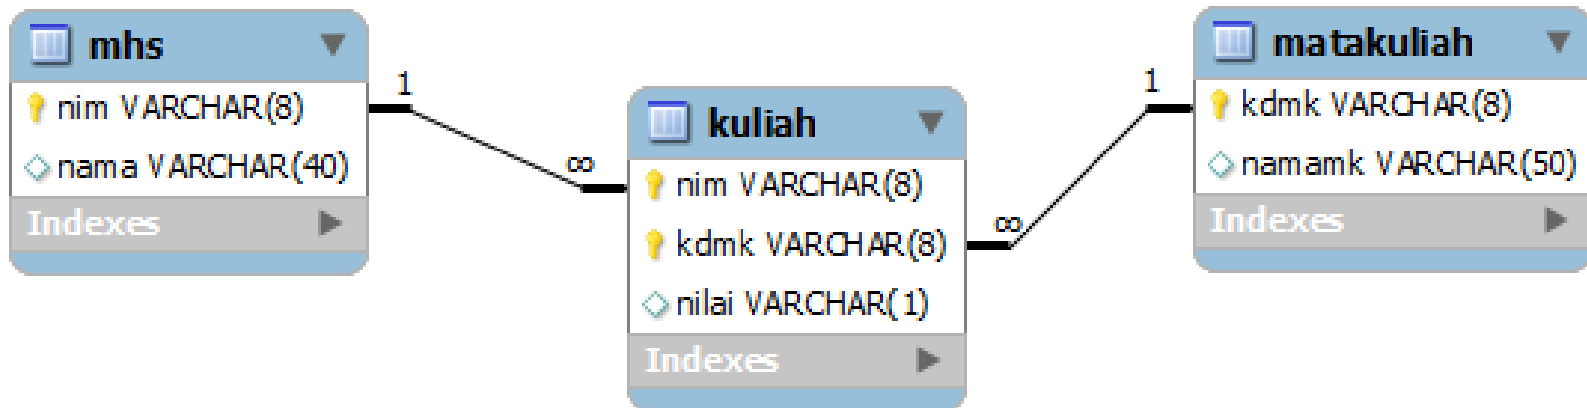 mhs
nim VARCHAR(8)
nama VARCHAR(40)
Indexes
1
∞
kuliah
nim VARCHAR(8)
kdmk VARCHAR(8)
nilai VARCHAR(1)
Indexes
∞
1
matakuliah
kdmk VARCHAR(8)
namamk VARCHAR(50)
Indexes